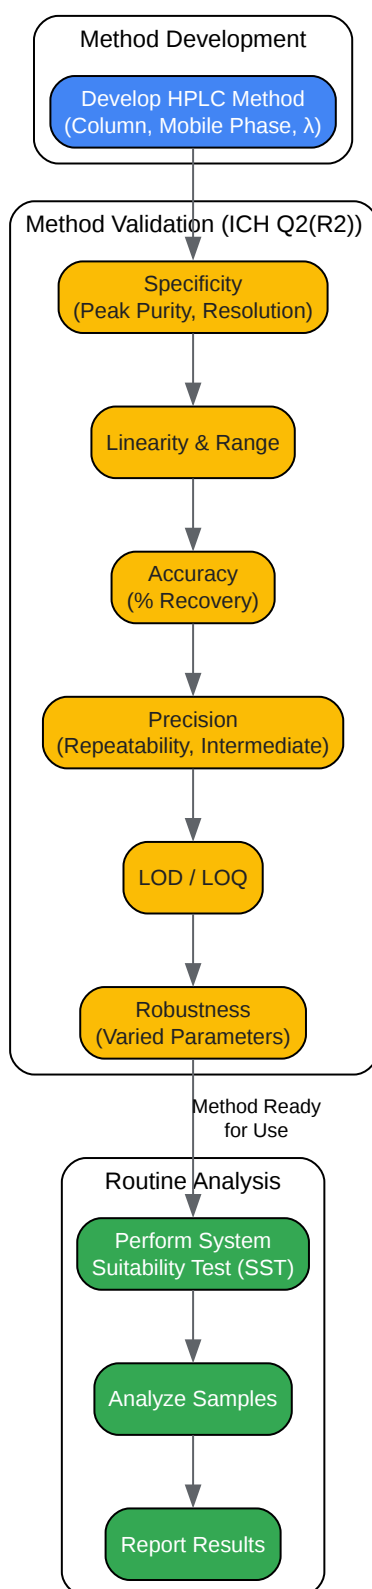 Method Development
Develop HPLC Method
(Column, Mobile Phase, λ)
Method Validation (ICH Q2(R2))
Specificity
(Peak Purity, Resolution)
Linearity & Range
Accuracy
(% Recovery)
Precision
(Repeatability, Intermediate)
LOD / LOQ
Robustness
(Varied Parameters)
Method Ready
for Use
Routine Analysis
Perform System
Suitability Test (SST)
Analyze Samples
Report Results